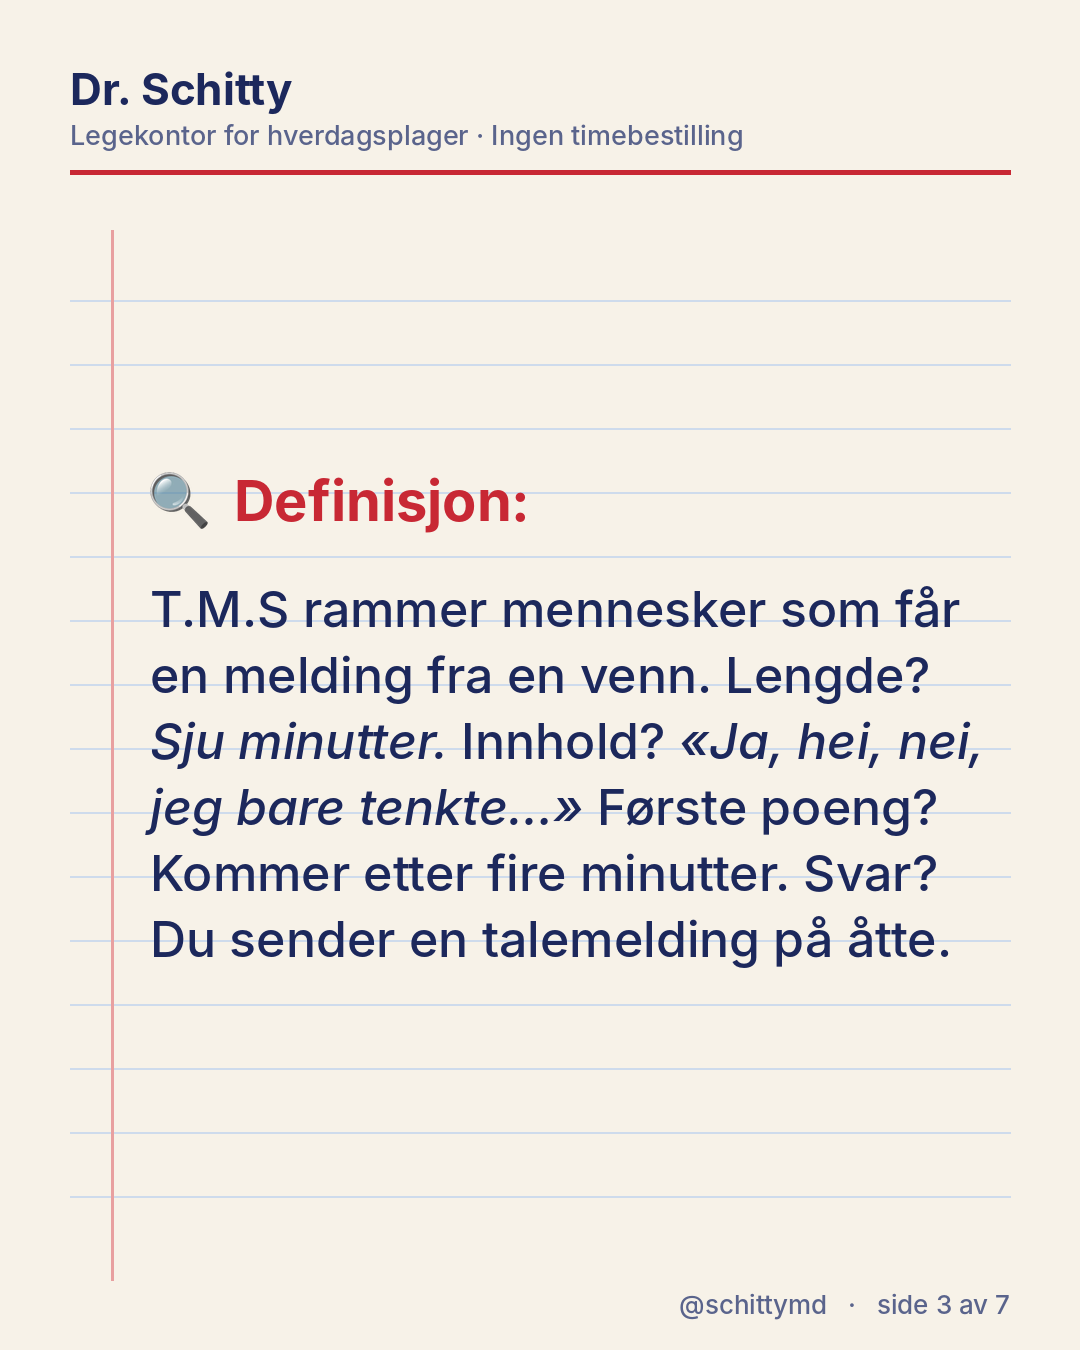 Dr. Schitty
Legekontor for hverdagsplager · Ingen timebestilling
🔍 Definisjon:
T.M.S rammer mennesker som får
en melding fra en venn. Lengde?
Sju minutter. Innhold? «Ja, hei, nei,
jeg bare tenkte...» Første poeng?
Kommer etter fire minutter. Svar?
Du sender en talemelding på åtte.
@schittymd · side 3 av 7